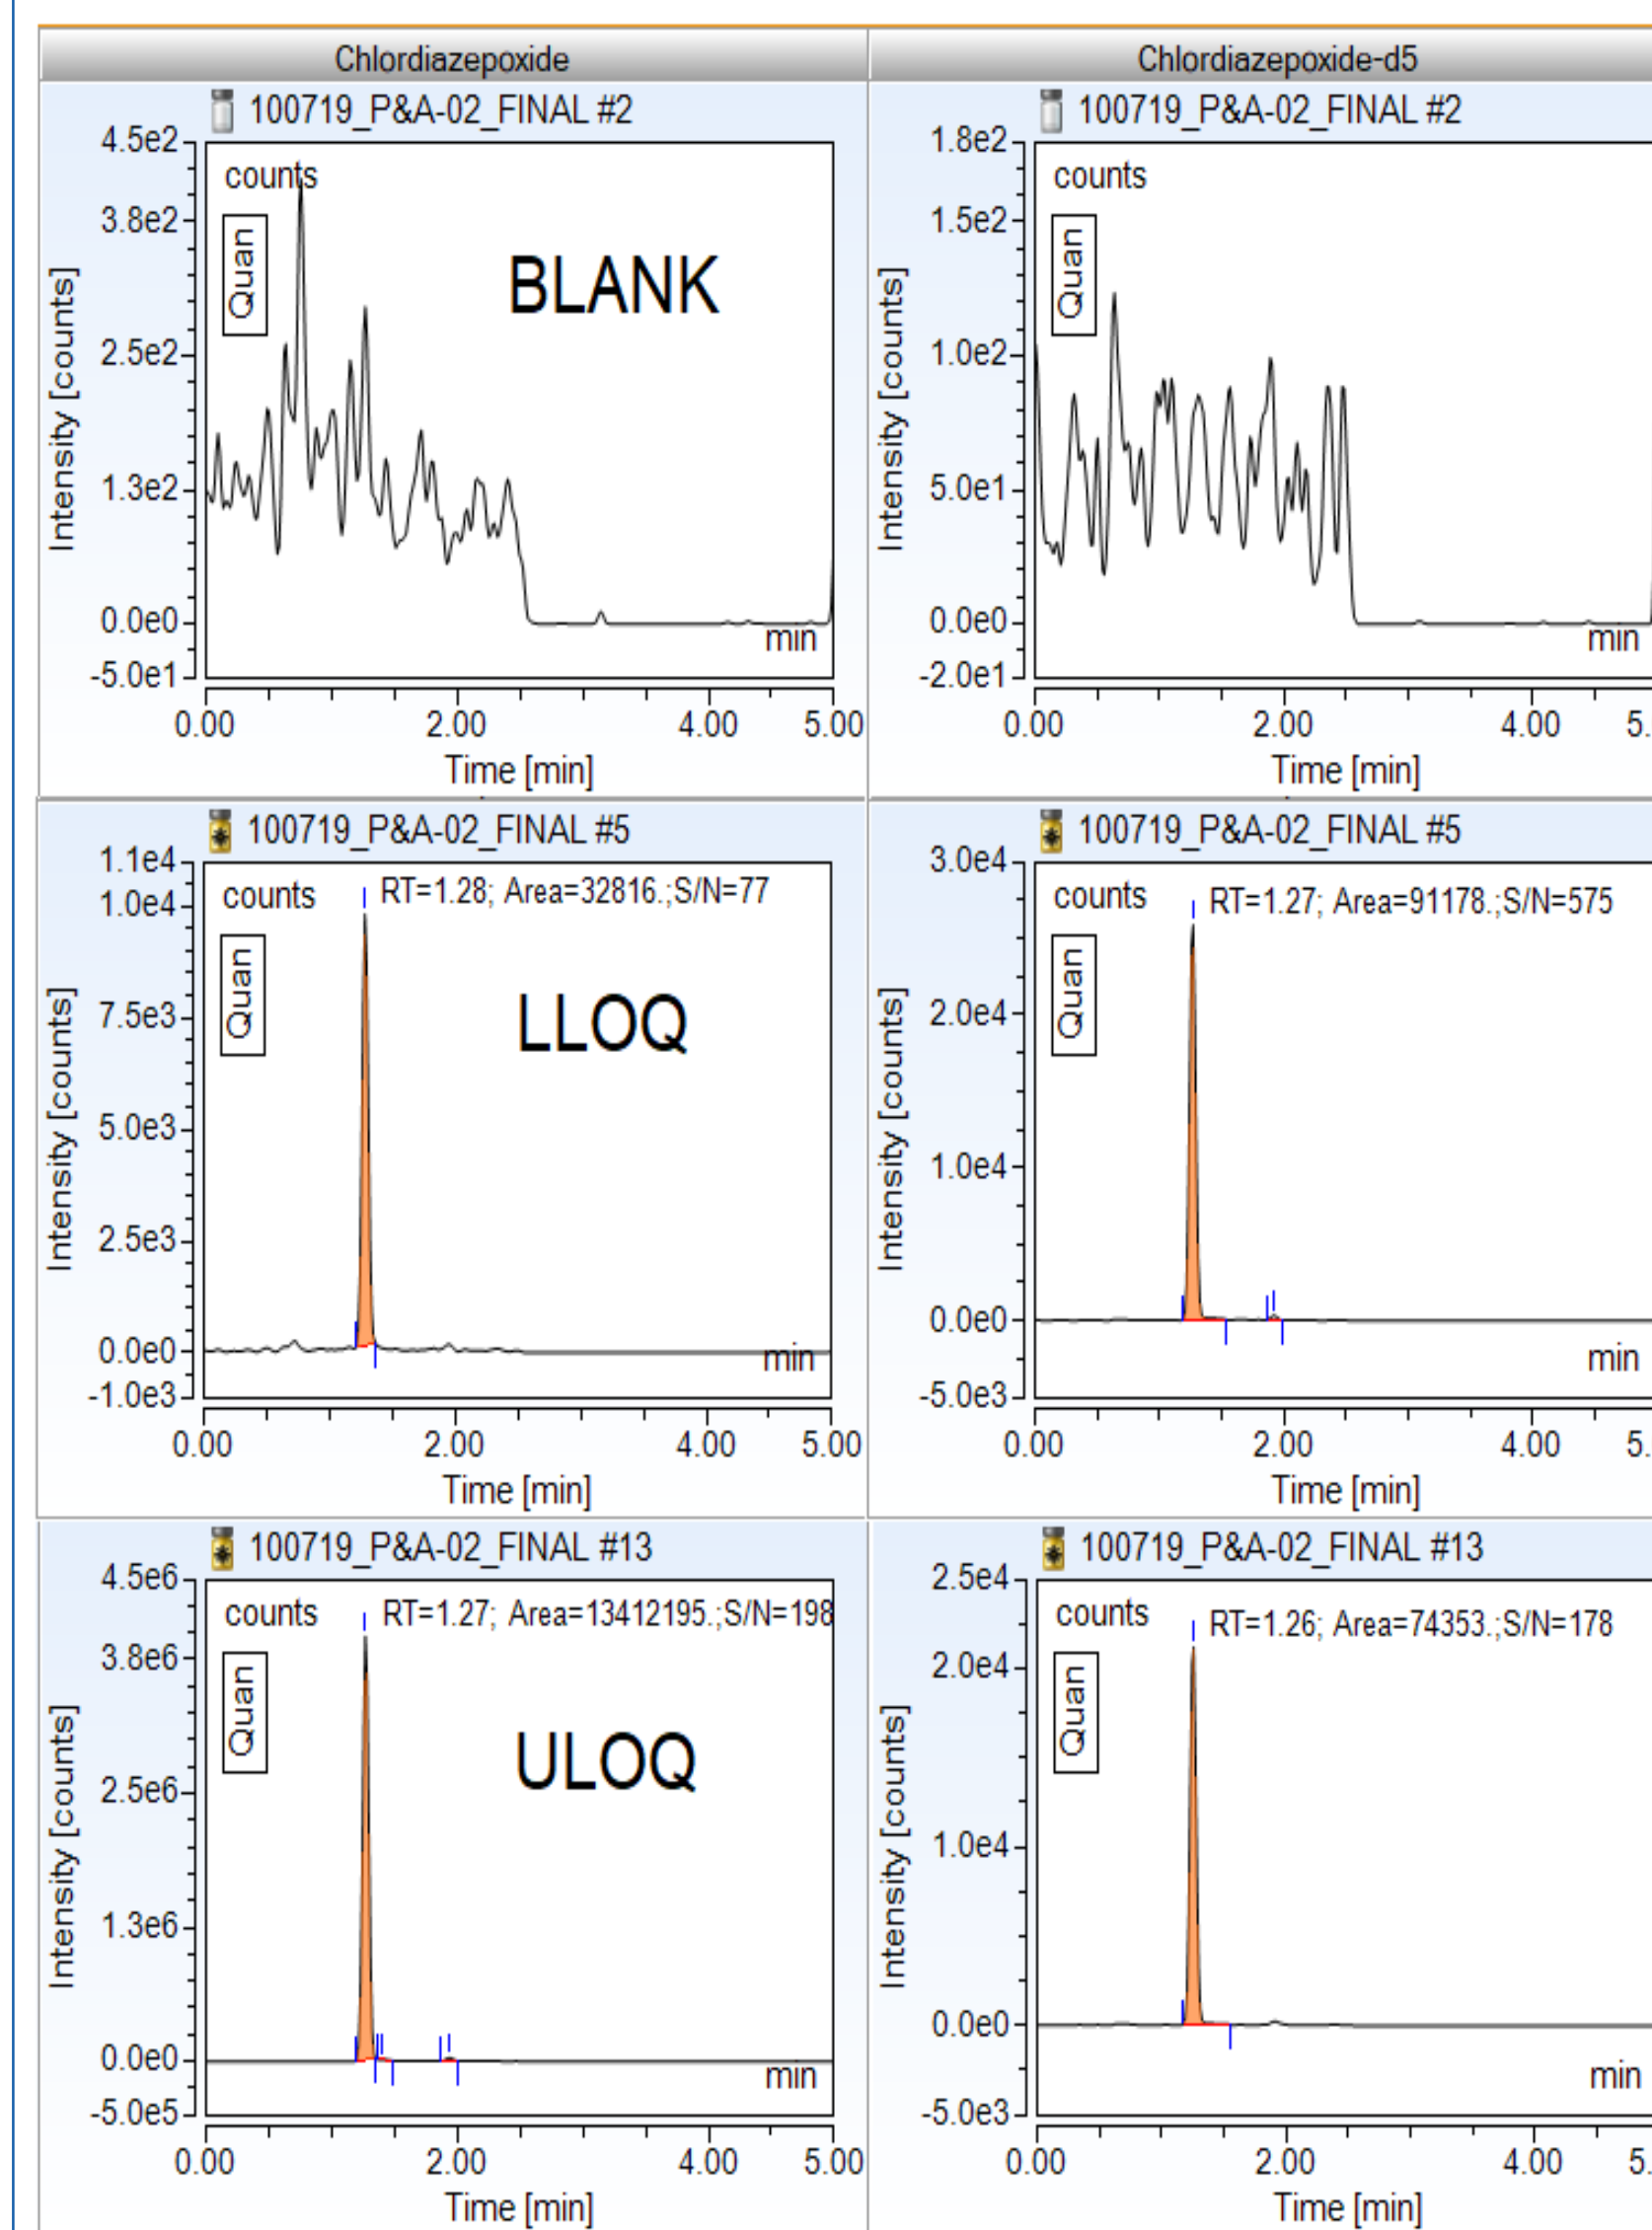 Chlordiazepoxide
Chlordiazepoxide-d5
100719_P&A-02_FINAL #2
4.5e2
counts
3.8e2
Quan
BLANK
2.5e2
1.3e2
0.0e0
-5.0e1
min
Intensity [counts]
0.00 2.00 4.00 5.00
Time [min]
100719_P&A-02_FINAL #2
1.8e2
counts
1.5e2
Quan
1.0e2
5.0e1
0.0e0
-2.0e1
min
Intensity [counts]
0.00 2.00 4.00 5.
Time [min]
100719_P&A-02_FINAL #5
1.1e4
counts
RT=1.28; Area=32816.;S/N=77
1.0e4
Quan
LLOQ
7.5e3
5.0e3
2.5e3
0.0e0
-1.0e3
min
Intensity [counts]
0.00 2.00 4.00 5.00
Time [min]
100719_P&A-02_FINAL #5
3.0e4
counts
RT=1.27; Area=91178.;S/N=575
Quan
2.0e4
1.0e4
0.0e0
-5.0e3
min
Intensity [counts]
0.00 2.00 4.00 5.
Time [min]
100719_P&A-02_FINAL #13
4.5e6
counts
RT=1.27; Area=13412195.;S/N=198
3.8e6
Quan
ULOQ
2.5e6
1.3e6
0.0e0
-5.0e5
min
Intensity [counts]
0.00 2.00 4.00 5.00
Time [min]
100719_P&A-02_FINAL #13
2.5e4
counts
RT=1.26; Area=74353.;S/N=178
2.0e4
Quan
1.0e4
0.0e0
-5.0e3
min
Intensity [counts]
0.00 2.00 4.00 5.
Time [min]